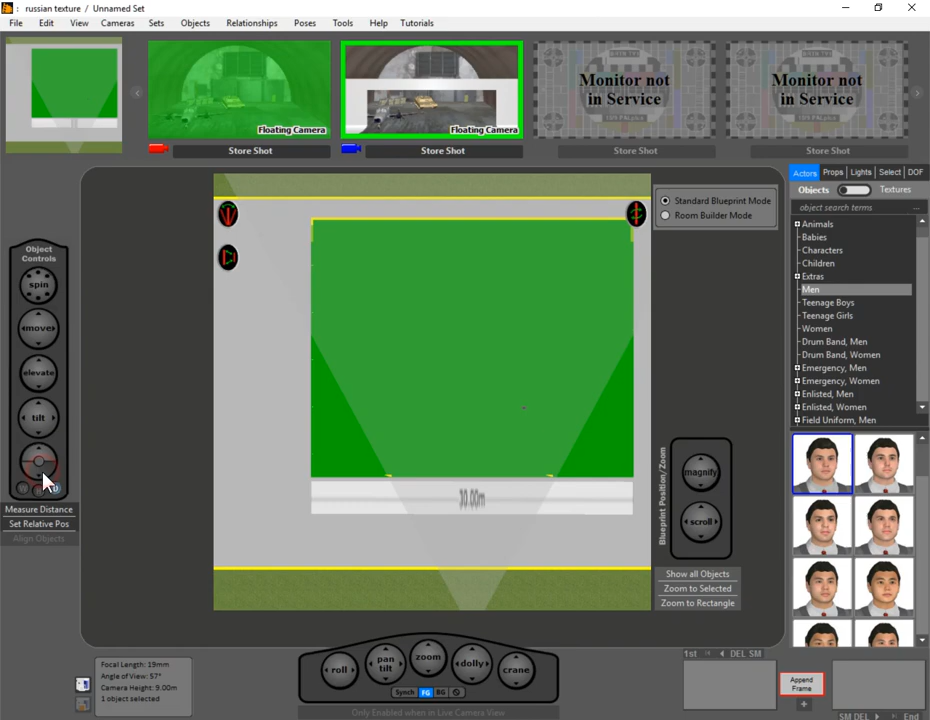 : russian texture / Unnamed Set
File Edit View Cameras Sets Objects Relationships Poses Tools Help Tutorials
Floating Camera
Floating Camera
Monitor not
in Service
Monitor not
in Service
Store Shot
Store Shot
Store Shot
Store Shot
Actors Props Lights Select DOF
Objects Textures
object search terms ...
Animals
Babies
Characters
Children
Extras
Men
Teenage Boys
Teenage Girls
Women
Drum Band, Men
Drum Band, Women
Emergency, Men
Emergency, Women
Enlisted, Men
Enlisted, Women
Field Uniform, Men
Standard Blueprint Mode
Room Builder Mode
Object
Controls
spin
move
elevate
tilt
Measure Distance
Set Relative Pos
Align Objects
30.00m
Blueprint Position/Zoom
magnify
scroll
Show all Objects
Zoom to Selected
Zoom to Rectangle
Focal Length: 19mm
Angle of View: 57°
Camera Height: 9.00m
1 object selected
roll
pan
tilt
zoom
dolly
crane
Synch FG BG
Only Enabled when in Live Camera View
1st DEL SM
Append
Frame
SM DEL End